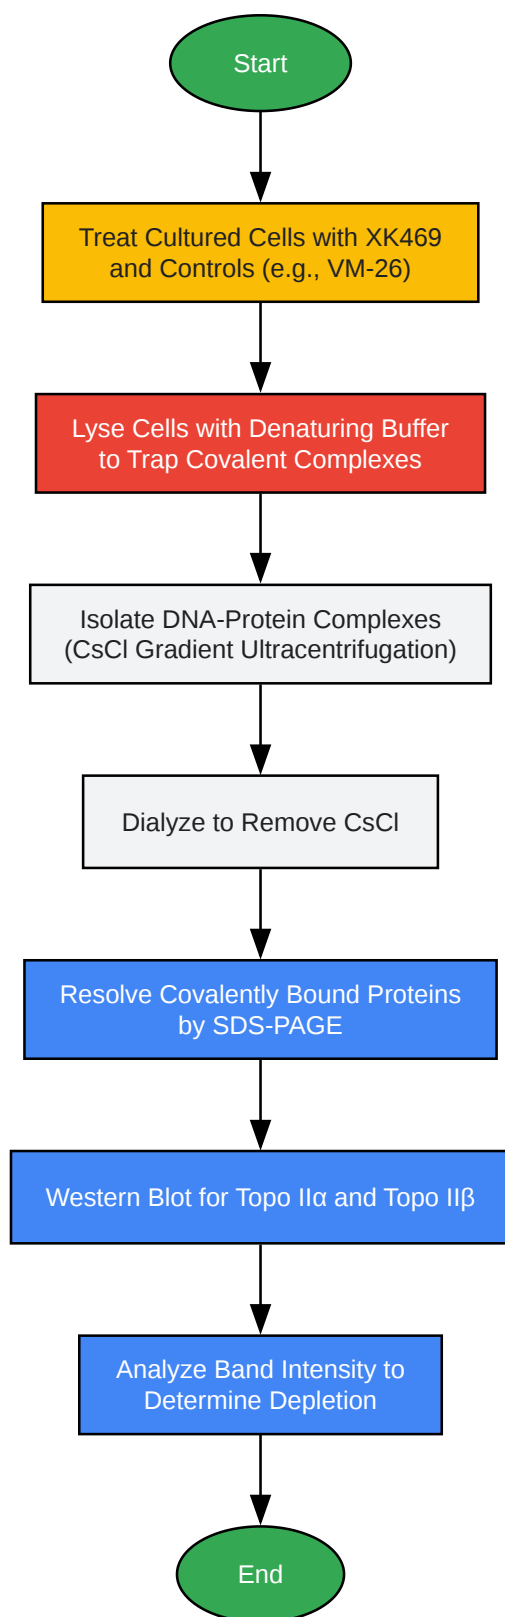 Start
Treat Cultured Cells with XK469
and Controls (e.g., VM-26)
Lyse Cells with Denaturing Buffer
to Trap Covalent Complexes
Isolate DNA-Protein Complexes
(CsCl Gradient Ultracentrifugation)
Dialyze to Remove CsCl
Resolve Covalently Bound Proteins
by SDS-PAGE
Western Blot for Topo IIα and Topo IIβ
Analyze Band Intensity to
Determine Depletion
End